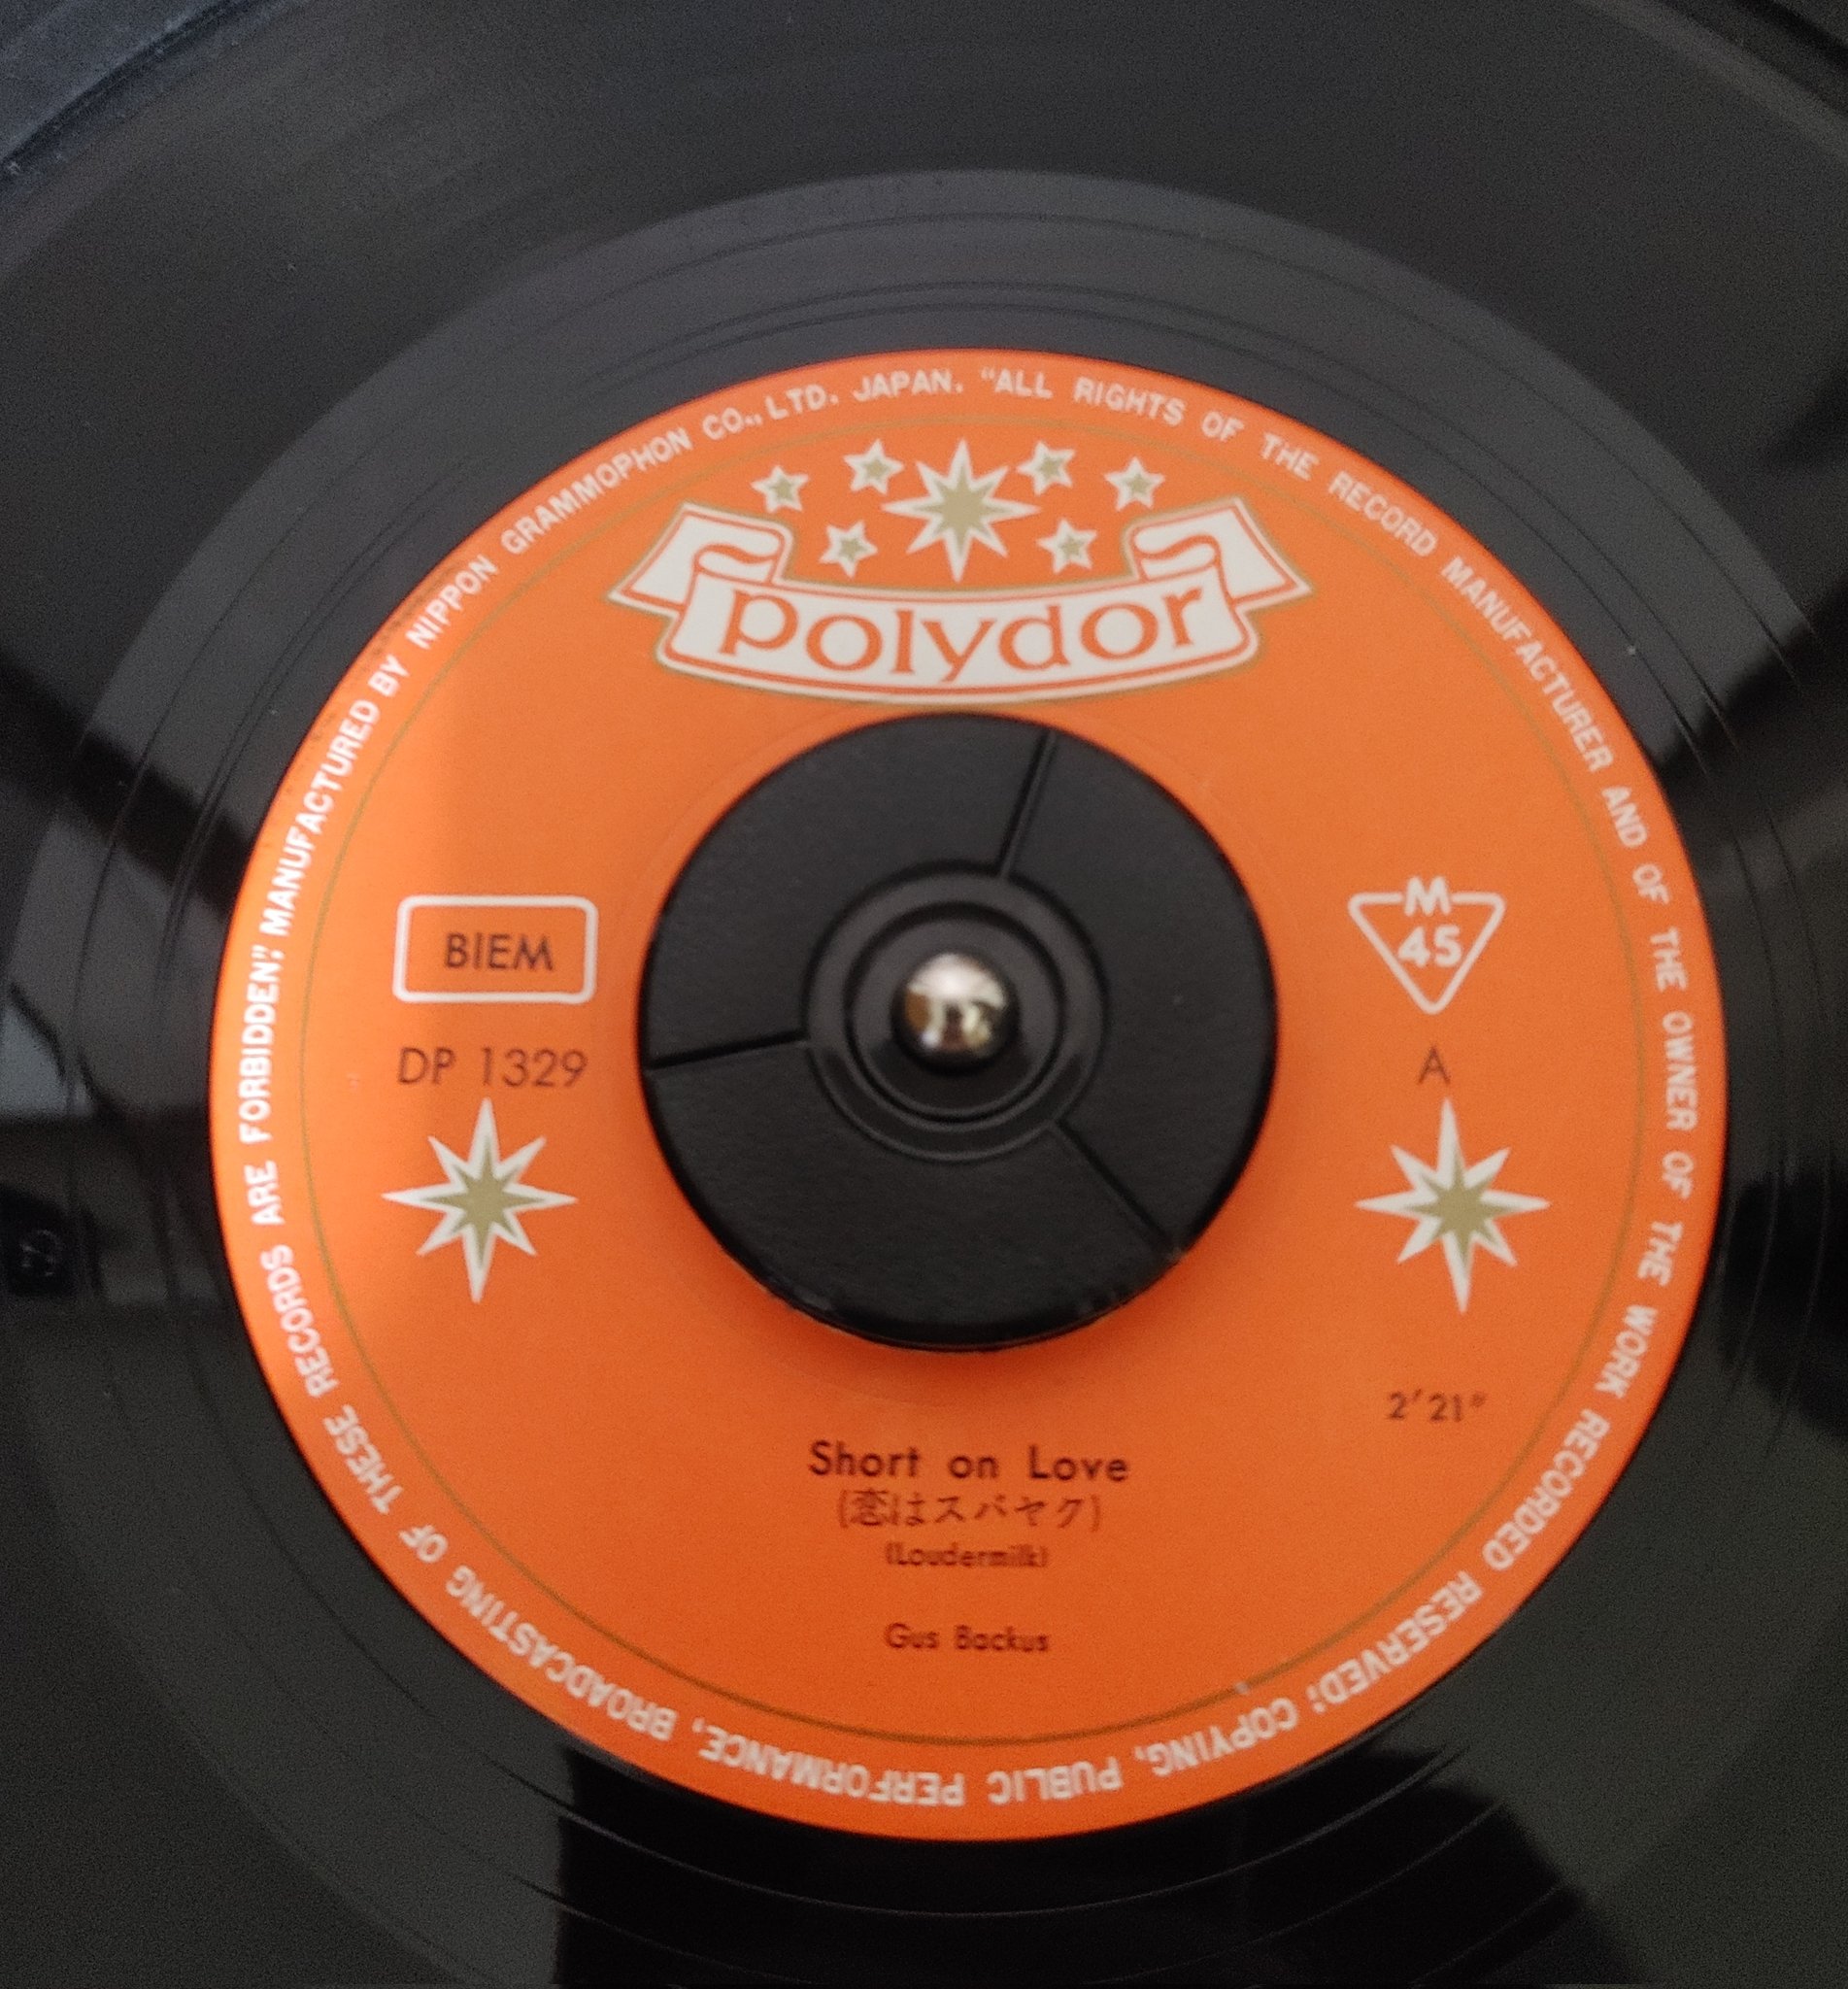 MANUFACTURED BY NIPPON GRAMMOPHON CO., LTD. JAPAN. "ALL RIGHTS OF THE RECORD MANUFACTURER AND OF THE OWNER OF THE WORK RECORDED RESERVED; COPYING, PUBLIC PERFORMANCE, BROADCASTING OF THESE RECORDS ARE FORBIDDEN;"
polydor
BIEM
M
45
DP 1329
A
2'21"
Short on Love
(恋はスバヤク)
(Loudermilk)
Gus Backus